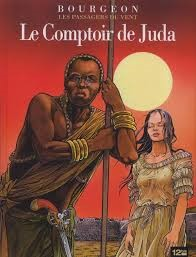 BOURGEON
LES PASSAGERS DU VENT
Le Comptoir de Juda
12bis